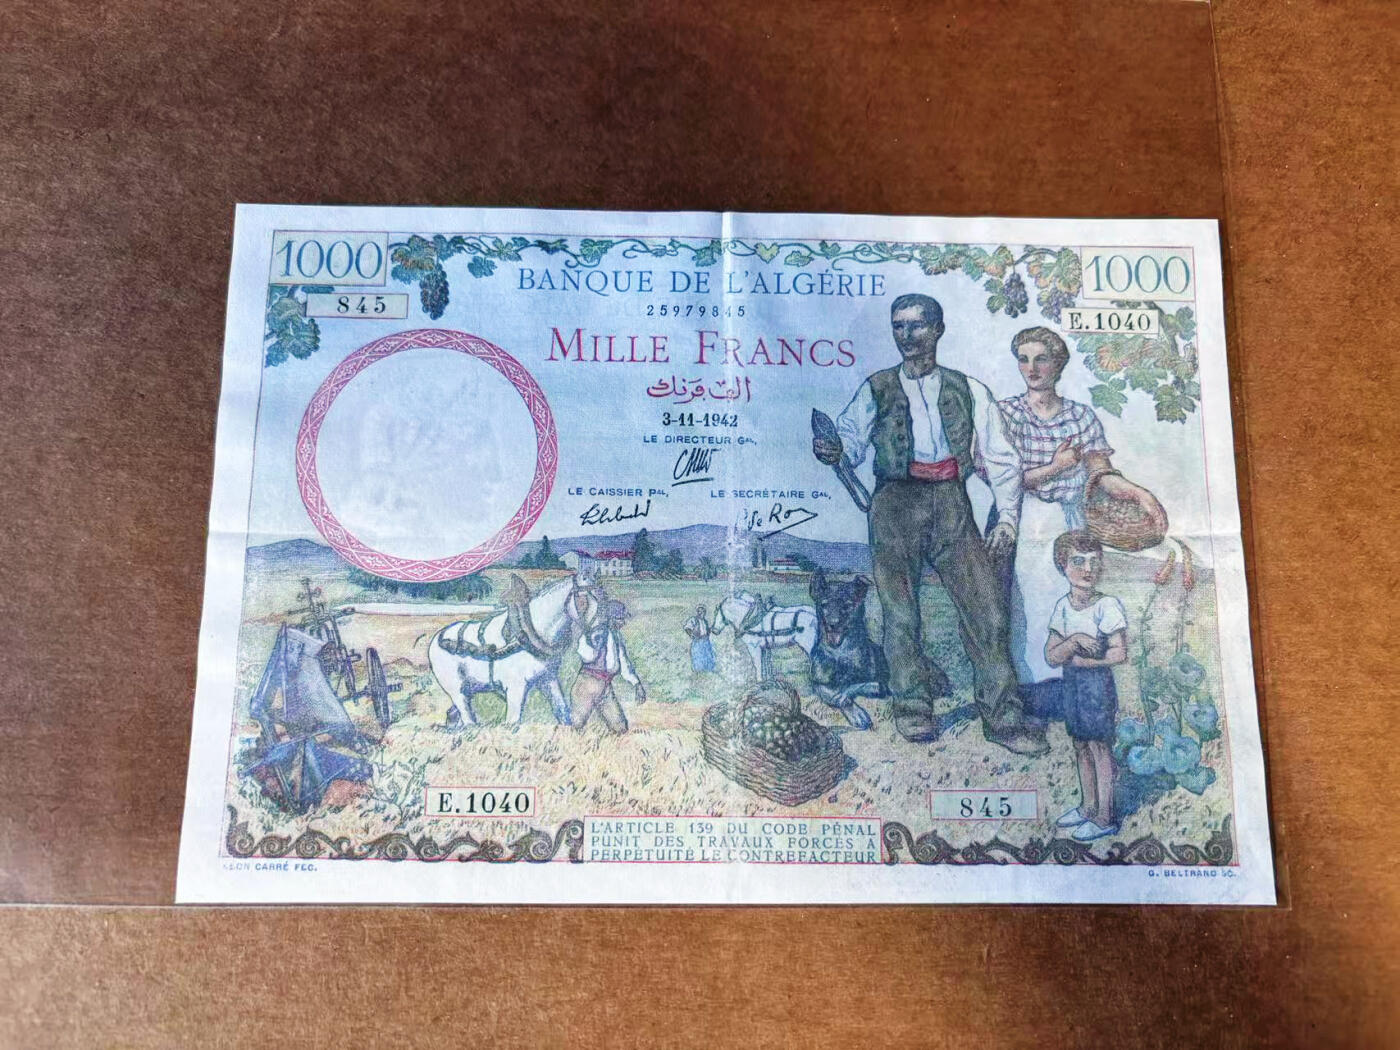 1000
1000
BANQUE DE L'ALGÉRIE
845
25979845
E.1040
MILLE FRANCS
الف فرنك
3-11-1942
LE DIRECTEUR GAL,
LE CAISSIER PAL,
LE SECRÉTAIRE GAL,
E.1040
845
L'ARTICLE 139 DU CODE PÉNAL
PUNIT DES TRAVAUX FORCÉS A
PERPÉTUITÉ LE CONTREFACTEUR
LÉON CARRÉ FEC.
G. BELTRAND SC.